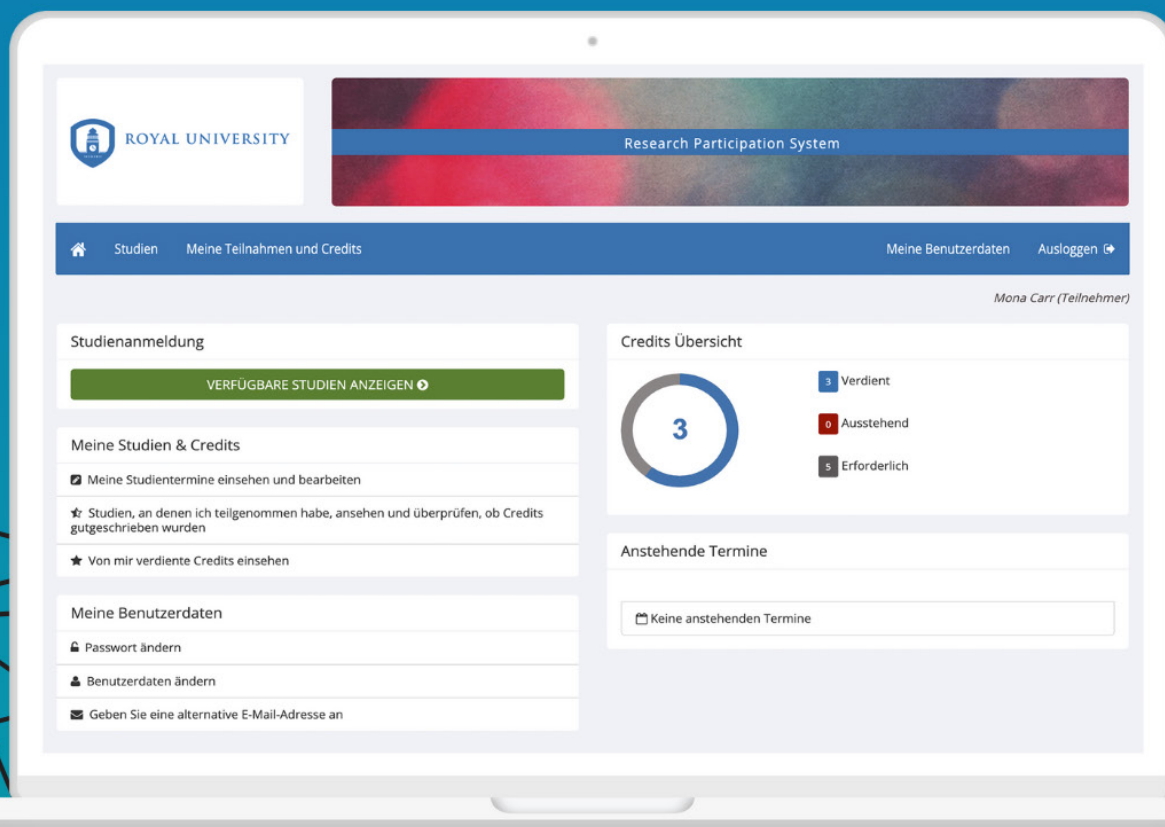 ROYAL UNIVERSITY
Research Participation System
Studien
Meine Teilnahmen und Credits
Meine Benutzerdaten
Ausloggen
Mona Carr (Teilnehmer)
Studienanmeldung
VERFÜGBARE STUDIEN ANZEIGEN
Meine Studien & Credits
Meine Studientermine einsehen und bearbeiten
Studien, an denen ich teilgenommen habe, ansehen und überprüfen, ob Credits
gutgeschrieben wurden
Von mir verdiente Credits einsehen
Meine Benutzerdaten
Passwort ändern
Benutzerdaten ändern
Geben Sie eine alternative E-Mail-Adresse an
Credits Übersicht
3
3 Verdient
0 Ausstehend
5 Erforderlich
Anstehende Termine
Keine anstehenden Termine